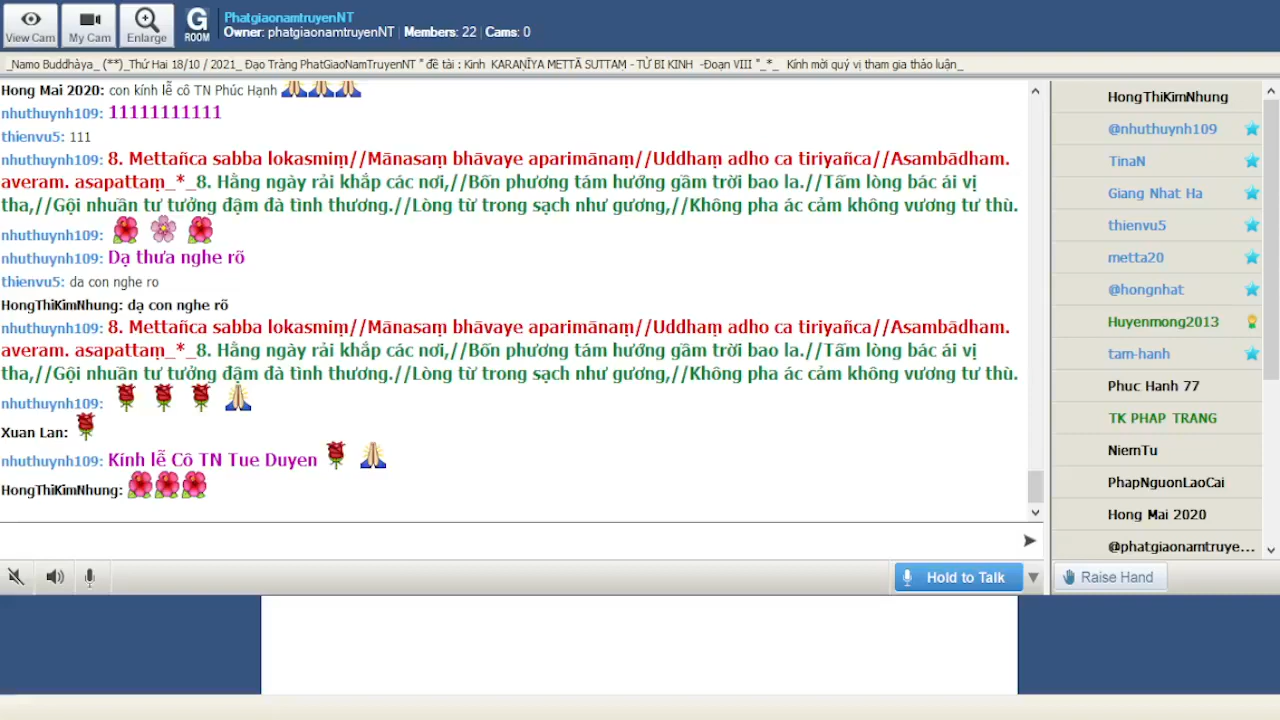 View Cam
My Cam
Enlarge
G
ROOM
PhatgiaonamtruyenNT
Owner: phatgiaonamtruyenNT | Members: 22 | Cams: 0
_Namo Buddhàya_ (**)_Thứ Hai 18/10 / 2021_ Đạo Tràng PhatGiaoNamTruyenNT " đề tài : Kinh KARAṆĪYA METTĀ SUTTAM - TỪ BI KINH -Đoạn VIII "_*_ Kính mời quý vị tham gia thảo luận_
Hong Mai 2020: con kính lễ cô TN Phúc Hạnh
nhuthuynh109: 11111111111
thienvu5: 111
nhuthuynh109: 8. Mettañca sabba lokasmiṃ//Mānasaṃ bhāvaye aparimānaṃ//Uddhaṃ adho ca tiriyañca//Asambādham.
averam. asapattaṃ_*_8. Hằng ngày rải khắp các nơi,//Bốn phương tám hướng gầm trời bao la.//Tấm lòng bác ái vị
tha,//Gội nhuần tư tưởng đậm đà tình thương.//Lòng từ trong sạch như gương,//Không pha ác cảm không vương tư thù.
nhuthuynh109:
nhuthuynh109: Dạ thưa nghe rõ
thienvu5: da con nghe ro
HongThiKimNhung: dạ con nghe rõ
nhuthuynh109: 8. Mettañca sabba lokasmiṃ//Mānasaṃ bhāvaye aparimānaṃ//Uddhaṃ adho ca tiriyañca//Asambādham.
averam. asapattaṃ_*_8. Hằng ngày rải khắp các nơi,//Bốn phương tám hướng gầm trời bao la.//Tấm lòng bác ái vị
tha,//Gội nhuần tư tưởng đậm đà tình thương.//Lòng từ trong sạch như gương,//Không pha ác cảm không vương tư thù.
nhuthuynh109:
Xuan Lan:
nhuthuynh109: Kính lễ Cô TN Tue Duyen
HongThiKimNhung:
Hold to Talk
HongThiKimNhung
@nhuthuynh109
TinaN
Giang Nhat Ha
thienvu5
metta20
@hongnhat
Huyenmong2013
tam-hanh
Phuc Hanh 77
TK PHAP TRANG
NiemTu
PhapNguonLaoCai
Hong Mai 2020
@phatgiaonamtruye...
Raise Hand